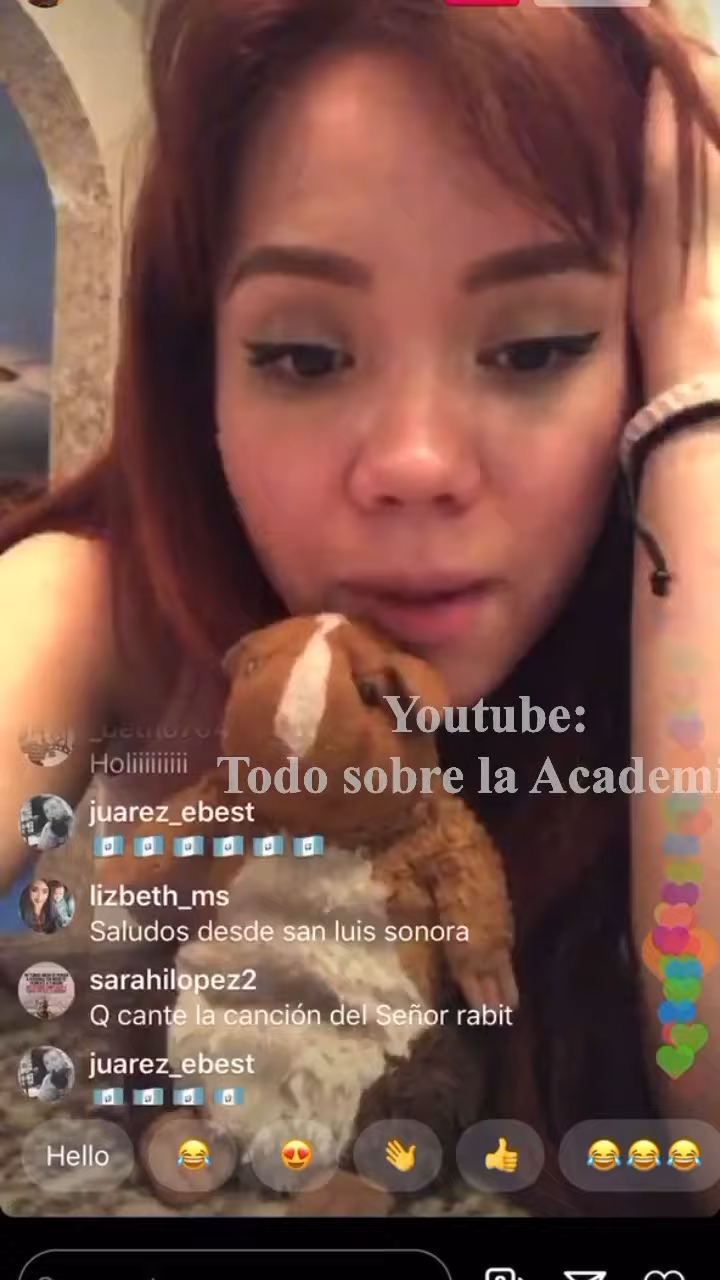 Holiiiiiiiii
Youtube:
Todo sobre la Academi
juarez_ebest
lizbeth_ms
Saludos desde san luis sonora
sarahilopez2
Q cante la canción del Señor rabit
juarez_ebest
Hello